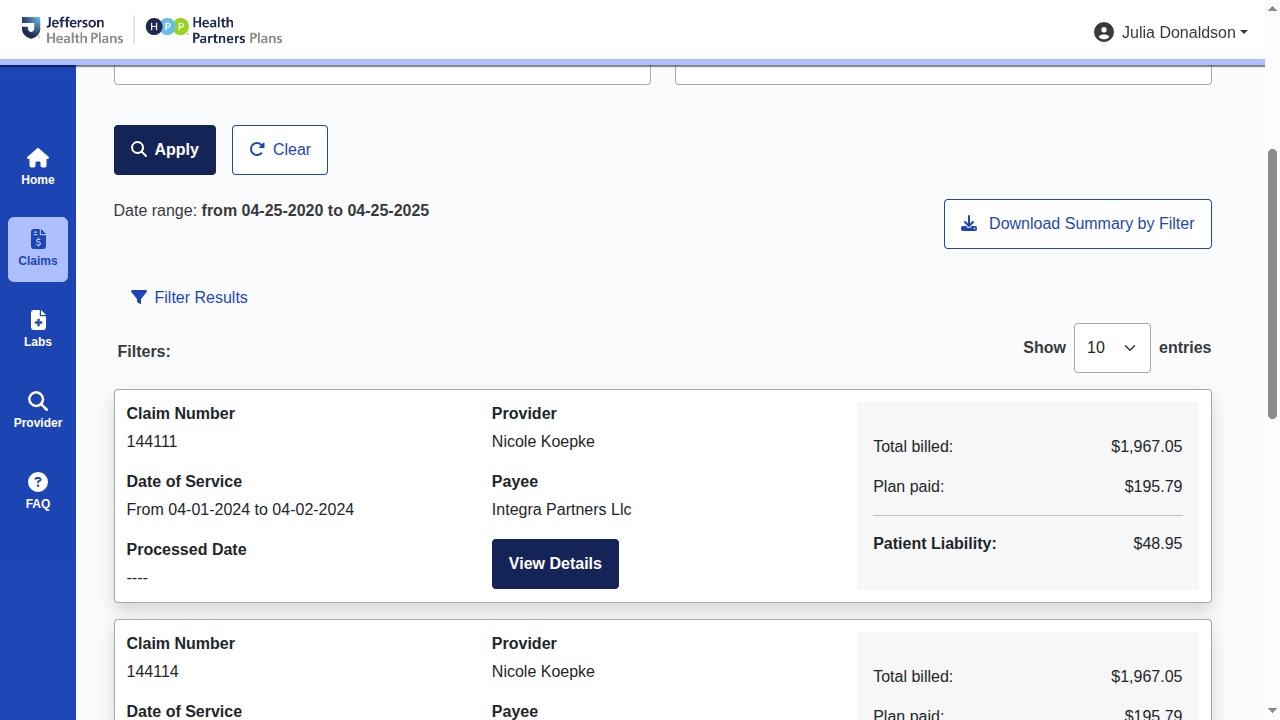 Jefferson
Health Plans
HPP
Health
Partners Plans
Julia Donaldson
Home
Claims
Labs
Provider
FAQ
Apply
Clear
Date range: from 04-25-2020 to 04-25-2025
Download Summary by Filter
Filter Results
Filters:
Show 10 entries
Claim Number
144111
Date of Service
From 04-01-2024 to 04-02-2024
Processed Date
----
Provider
Nicole Koepke
Payee
Integra Partners Llc
View Details
Total billed: $1,967.05
Plan paid: $195.79
Patient Liability: $48.95
Claim Number
144114
Date of Service
Provider
Nicole Koepke
Payee
Total billed: $1,967.05
Plan paid: $195.79